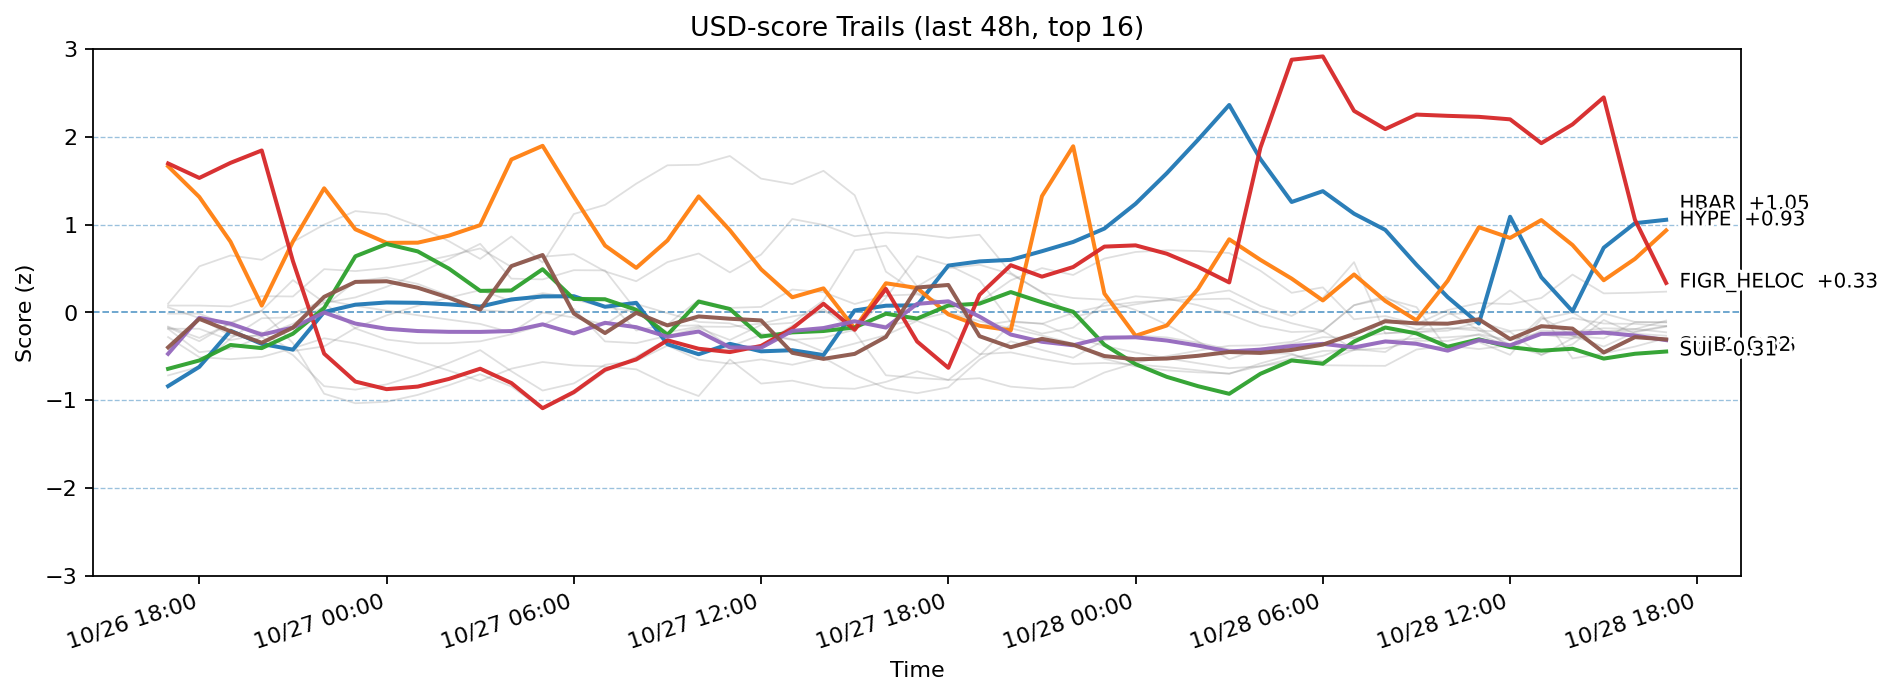 USD-score Trails (last 48h, top 16)
Score (z)
3
2
1
0
−1
−2
−3
HBAR +1.05
HYPE +0.93
FIGR_HELOC +0.33
SUI −0.31
10/26 18:00
10/27 00:00
10/27 06:00
10/27 12:00
10/27 18:00
10/28 00:00
10/28 06:00
10/28 12:00
10/28 18:00
Time